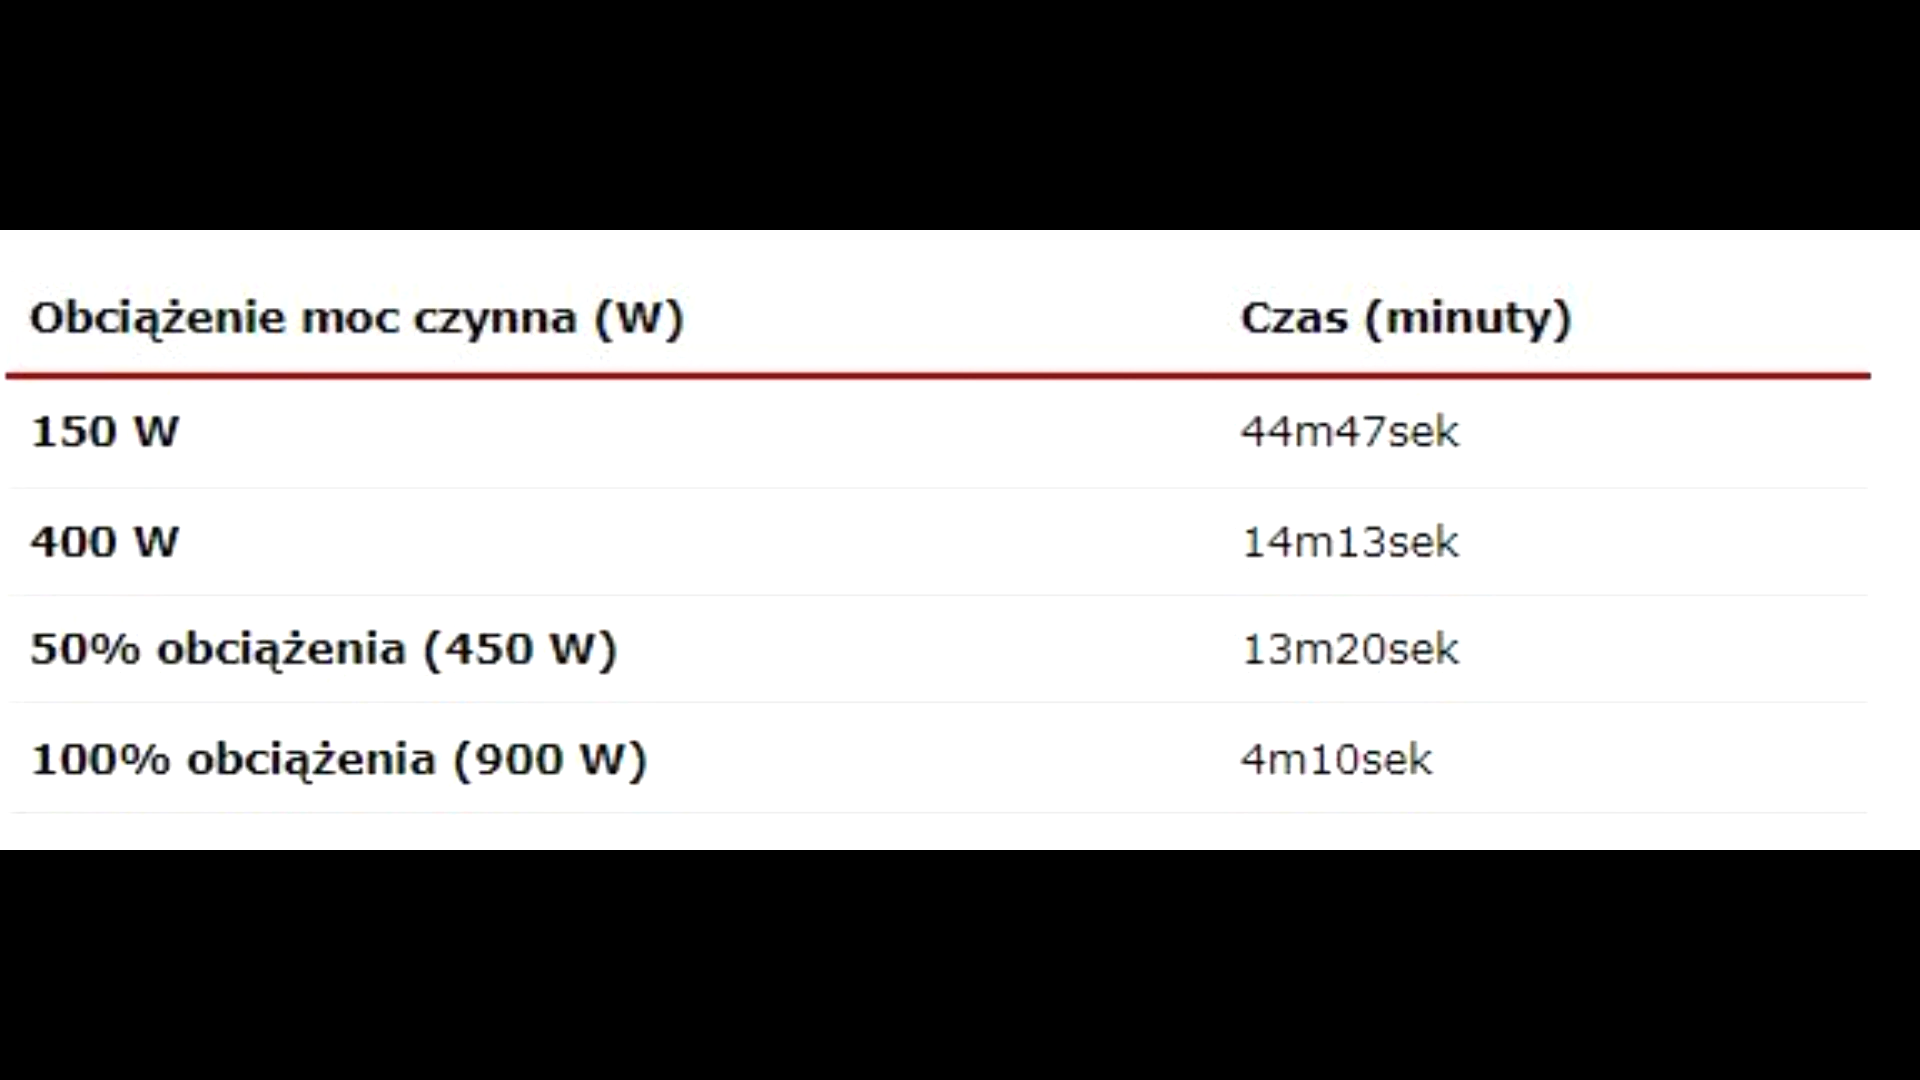 Obciążenie moc czynna (W) Czas (minuty)
150 W 44m47sek
400 W 14m13sek
50% obciążenia (450 W) 13m20sek
100% obciążenia (900 W) 4m10sek